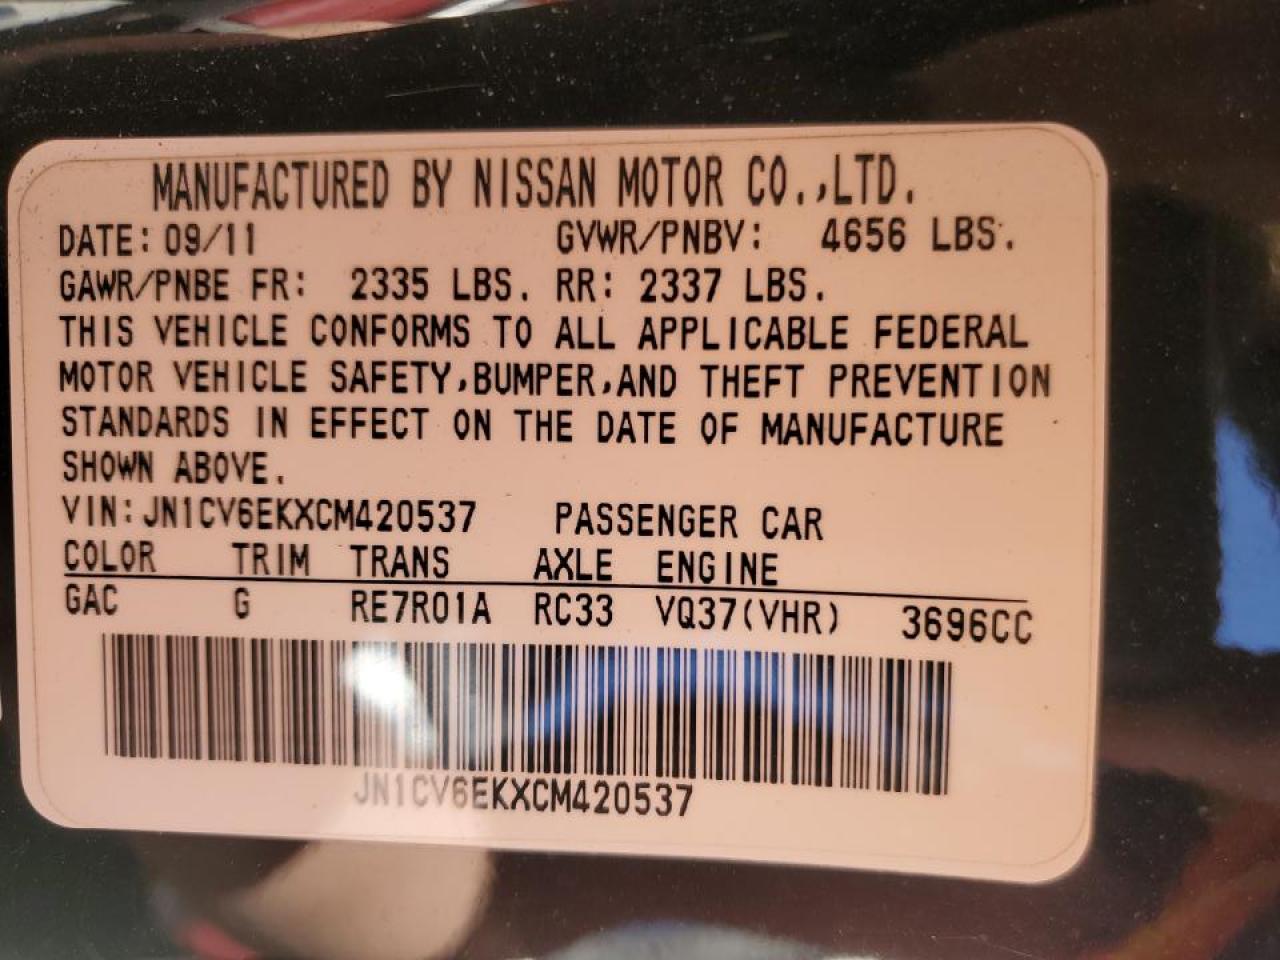 MANUFACTURED BY NISSAN MOTOR CO.,LTD.
DATE: 09/11 GVWR/PNBV: 4656 LBS.
GAWR/PNBE FR: 2335 LBS. RR: 2337 LBS.
THIS VEHICLE CONFORMS TO ALL APPLICABLE FEDERAL
MOTOR VEHICLE SAFETY,BUMPER,AND THEFT PREVENTION
STANDARDS IN EFFECT ON THE DATE OF MANUFACTURE
SHOWN ABOVE.
VIN: JN1CV6EKXCM420537 PASSENGER CAR
COLOR TRIM TRANS AXLE ENGINE
GAC G RE7R01A RC33 VQ37(VHR) 3696CC
JN1CV6EKXCM420537